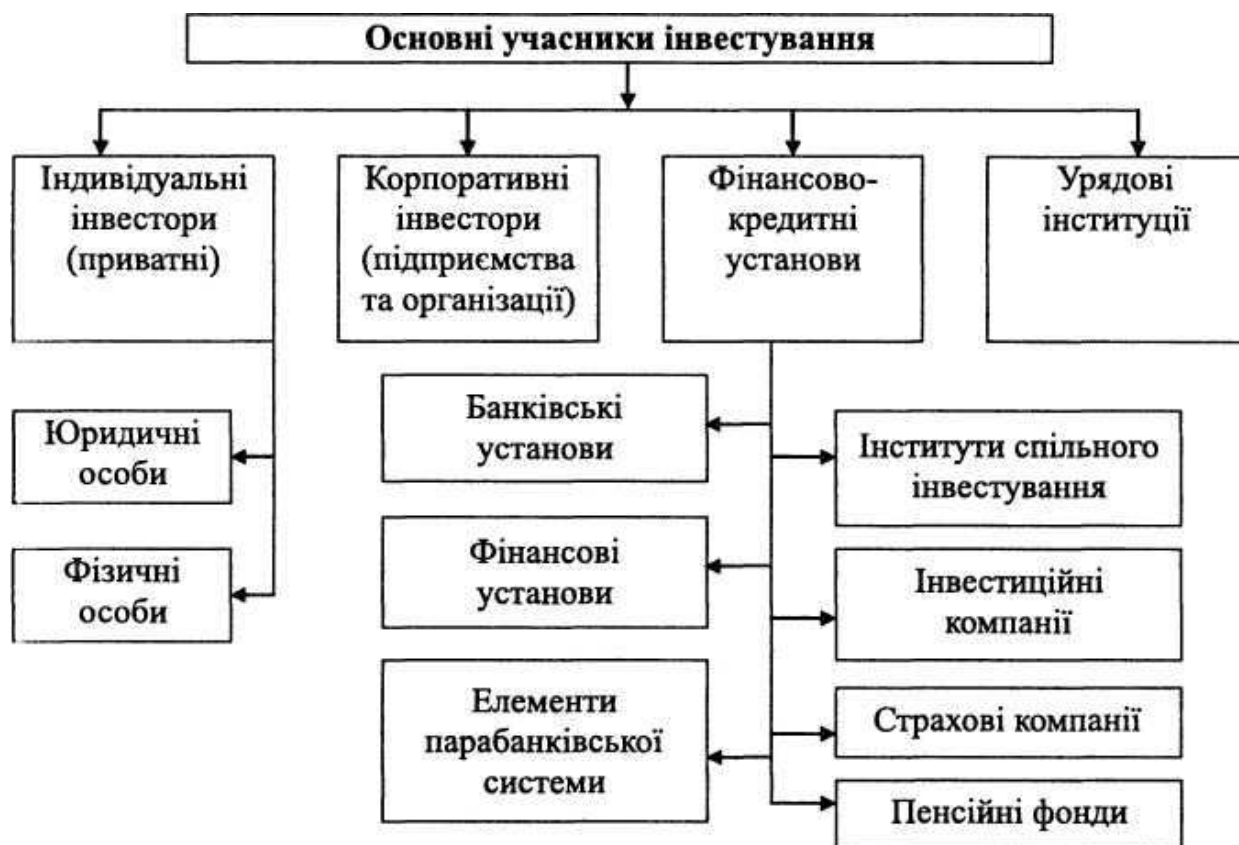 Основні учасники інвестування
Індивідуальні
інвестори
(приватні)
Корпоративні
інвестори
(підприємства
та організації)
Фінансово-
кредитні
установи
Урядові
інституції
Юридичні
особи
Фізичні
особи
Банківські
установи
Фінансові
установи
Елементи
парабанківської
системи
Інститути спільного
інвестування
Інвестиційні
компанії
Страхові компанії
Пенсійні фонди